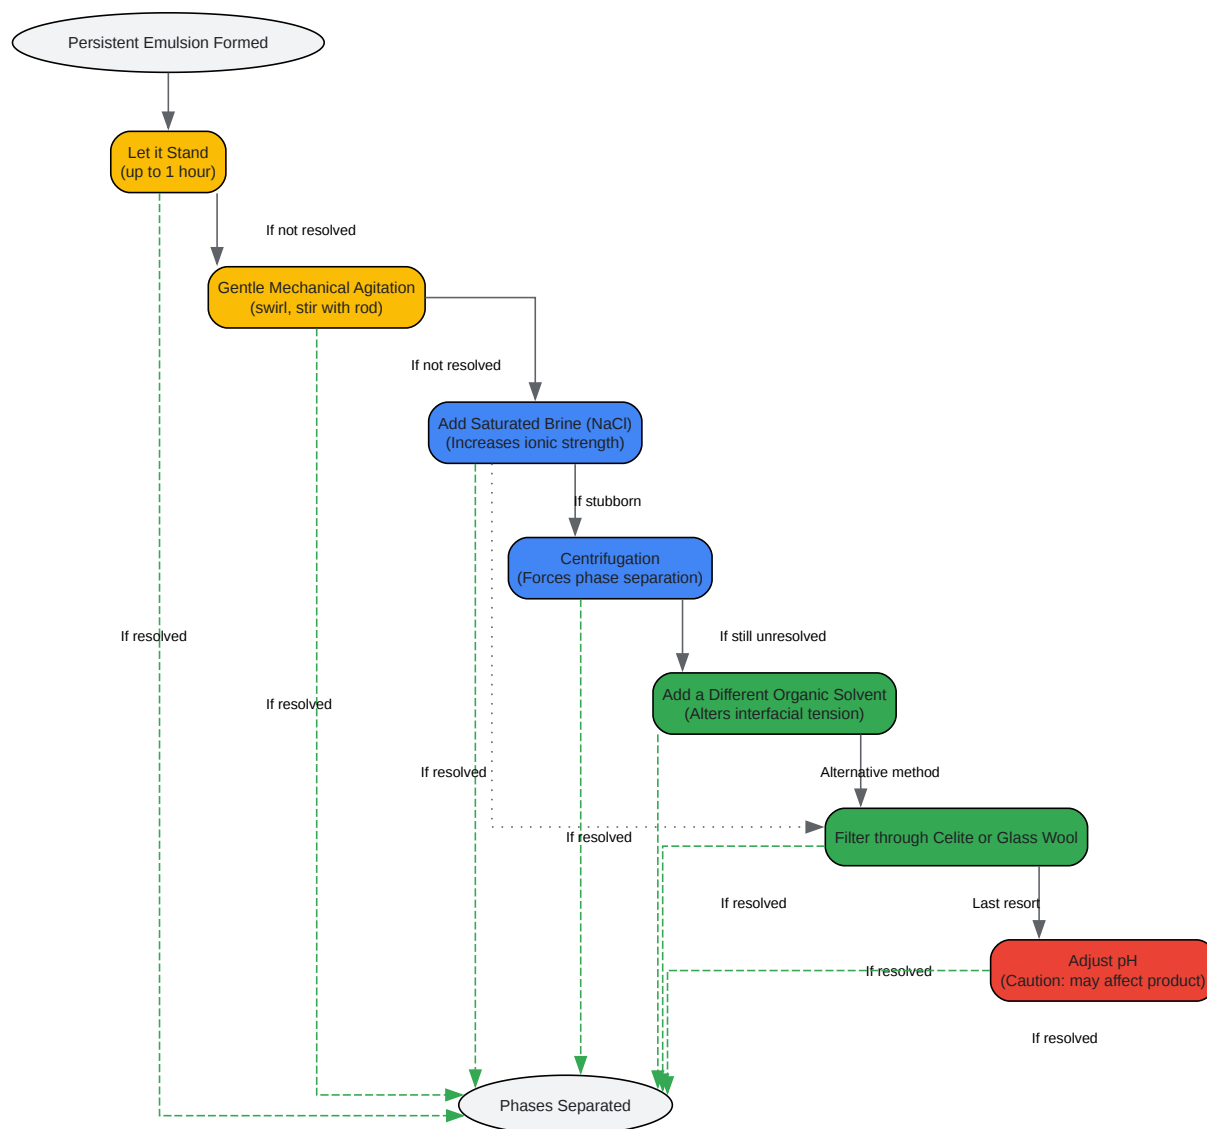 Persistent Emulsion Formed
Let it Stand
(up to 1 hour)
If not resolved
Gentle Mechanical Agitation
(swirl, stir with rod)
If not resolved
Add Saturated Brine (NaCl)
(Increases ionic strength)
If stubborn
Centrifugation
(Forces phase separation)
If resolved
If still unresolved
Add a Different Organic Solvent
(Alters interfacial tension)
If resolved
If resolved
Alternative method
If resolved
Filter through Celite or Glass Wool
If resolved
Last resort
If resolved
Adjust pH
(Caution: may affect product)
If resolved
Phases Separated